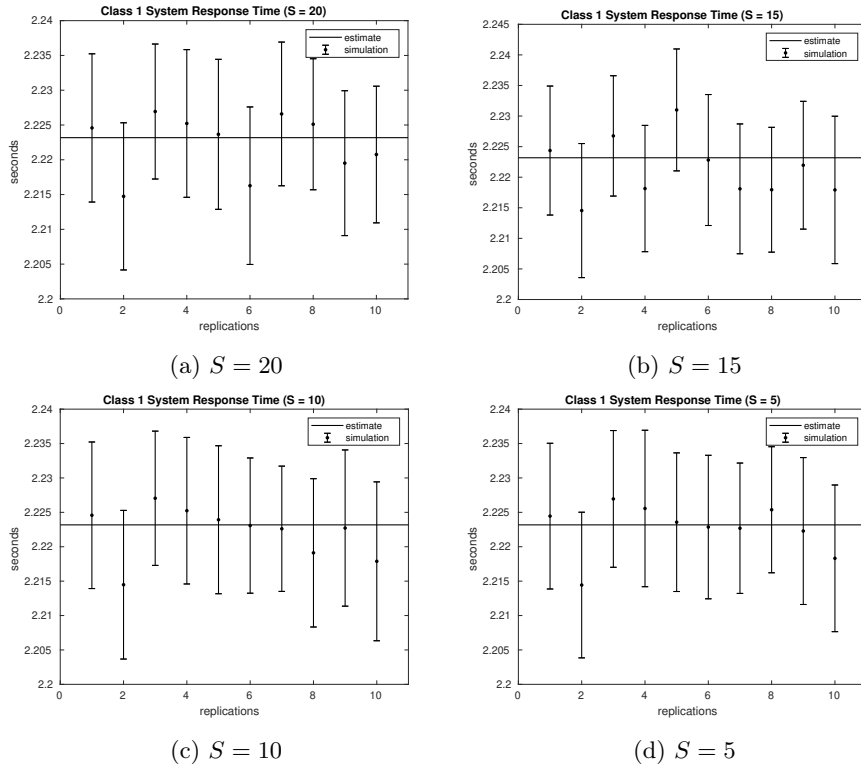 Class 1 System Response Time (S = 20)
2.24
2.235
2.23
2.225
2.22
2.215
2.21
2.205
2.2
seconds
estimate
simulation
0 2 4 6 8 10
replications
(a) S = 20
Class 1 System Response Time (S = 15)
2.25
2.245
2.24
2.235
2.23
2.225
2.22
2.215
2.21
2.205
2.2
seconds
estimate
simulation
0 2 4 6 8 10
replications
(b) S = 15
Class 1 System Response Time (S = 10)
2.24
2.235
2.23
2.225
2.22
2.215
2.21
2.205
2.2
seconds
estimate
simulation
0 2 4 6 8 10
replications
(c) S = 10
Class 1 System Response Time (S = 5)
2.24
2.235
2.23
2.225
2.22
2.215
2.21
2.205
2.2
seconds
estimate
simulation
0 2 4 6 8 10
replications
(d) S = 5